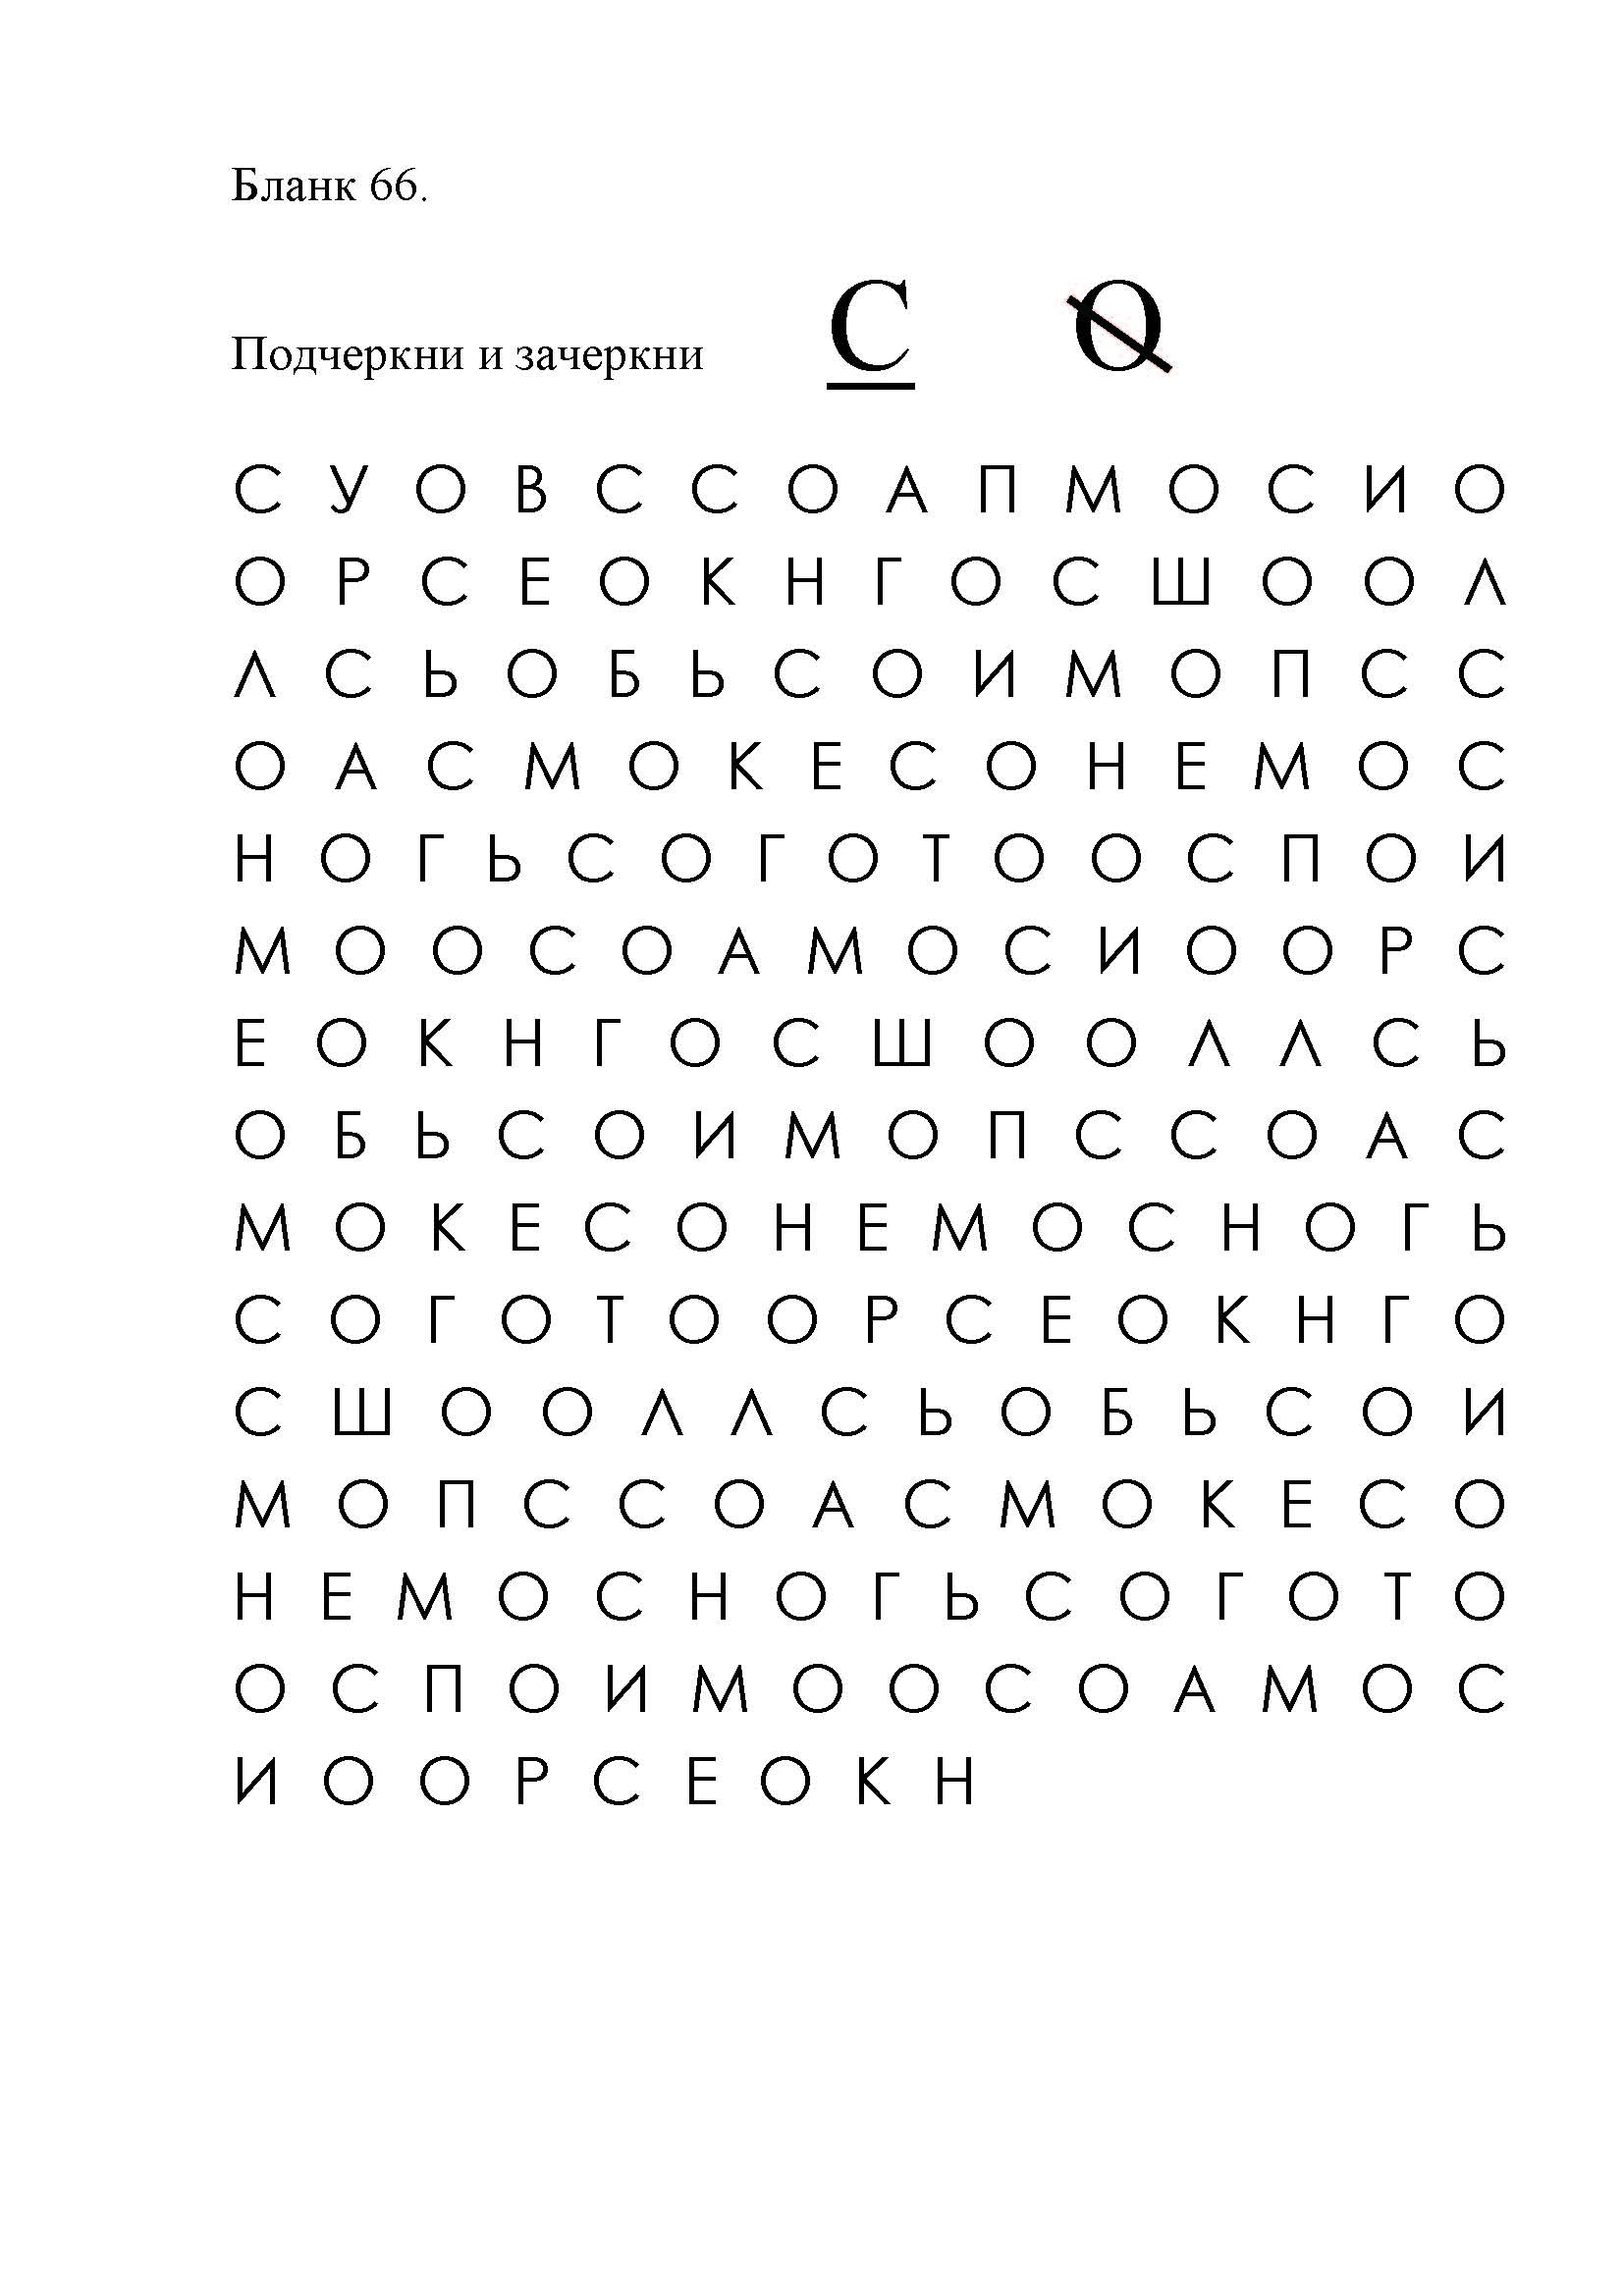 Бланк 66.
Подчеркни и зачеркни С О
С У О В С С О А П М О С И О
О Р С Е О К Н Г О С Ш О О Л
Л С Ь О Б Ь С О И М О П С С
О А С М О К Е С О Н Е М О С
Н О Г Ь С О Г О Т О О С П О И
М О О С О А М О С И О О Р С
Е О К Н Г О С Ш О О Л Л С Ь
О Б Ь С О И М О П С С О А С
М О К Е С О Н Е М О С Н О Г Ь
С О Г О Т О О Р С Е О К Н Г О
С Ш О О Л Л С Ь О Б Ь С О И
М О П С С О А С М О К Е С О
Н Е М О С Н О Г Ь С О Г О Т О
О С П О И М О О С О А М О С
И О О Р С Е О К Н